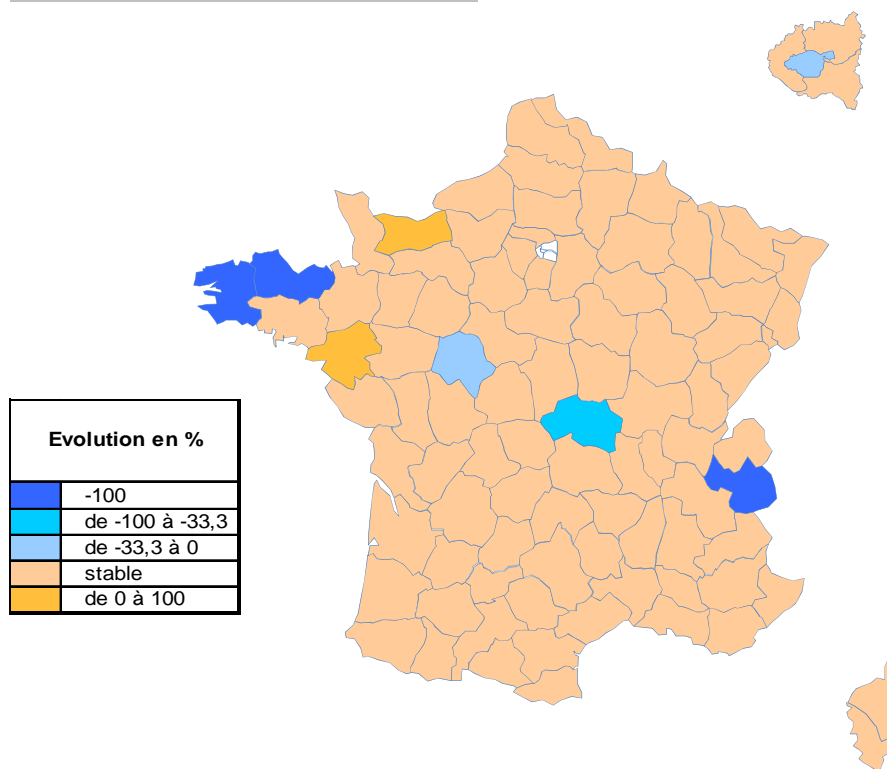 Evolution en %
-100
de -100 à -33,3
de -33,3 à 0
stable
de 0 à 100